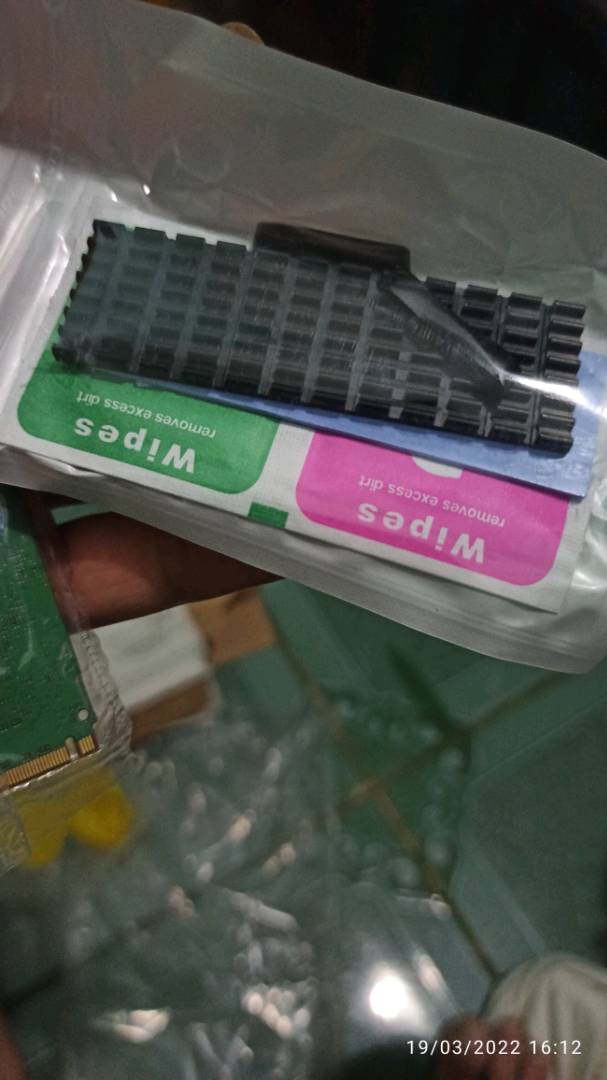 Wipes
removes excess dirt
Wipes
removes excess dirt
19/03/2022 16:12